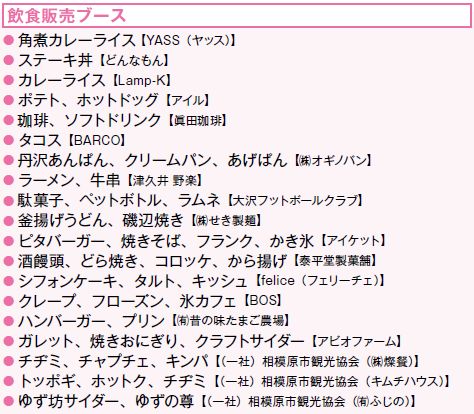 飲食販売ブース
● 角煮カレーライス【YASS（ヤッス）】
● ステーキ丼【どんなもん】
● カレーライス【Lamp-K】
● ポテト、ホットドッグ【アイル】
● 珈琲、ソフトドリンク【眞田珈琲】
● タコス【BARCO】
● 丹沢あんぱん、クリームパン、あげぱん【㈱オギノパン】
● ラーメン、牛串【津久井 野楽】
● 駄菓子、ペットボトル、ラムネ【大沢フットボールクラブ】
● 釜揚げうどん、磯辺焼き【㈱せき製麺】
● ピタバーガー、焼きそば、フランク、かき氷【アイケット】
● 酒饅頭、どら焼き、コロッケ、から揚げ【泰平堂製菓舗】
● シフォンケーキ、タルト、キッシュ【felice（フェリーチェ）】
● クレープ、フローズン、氷カフェ【BOS】
● ハンバーガー、プリン【㈲昔の味たまご農場】
● ガレット、焼きおにぎり、クラフトサイダー【アビオファーム】
● チヂミ、チャプチェ、キンパ【（一社）相模原市観光協会（㈱燦餐）】
● トッポギ、ホットク、チヂミ【（一社）相模原市観光協会（キムチハウス）】
● ゆず坊サイダー、ゆずの尊【（一社）相模原市観光協会（㈲ふじの）】